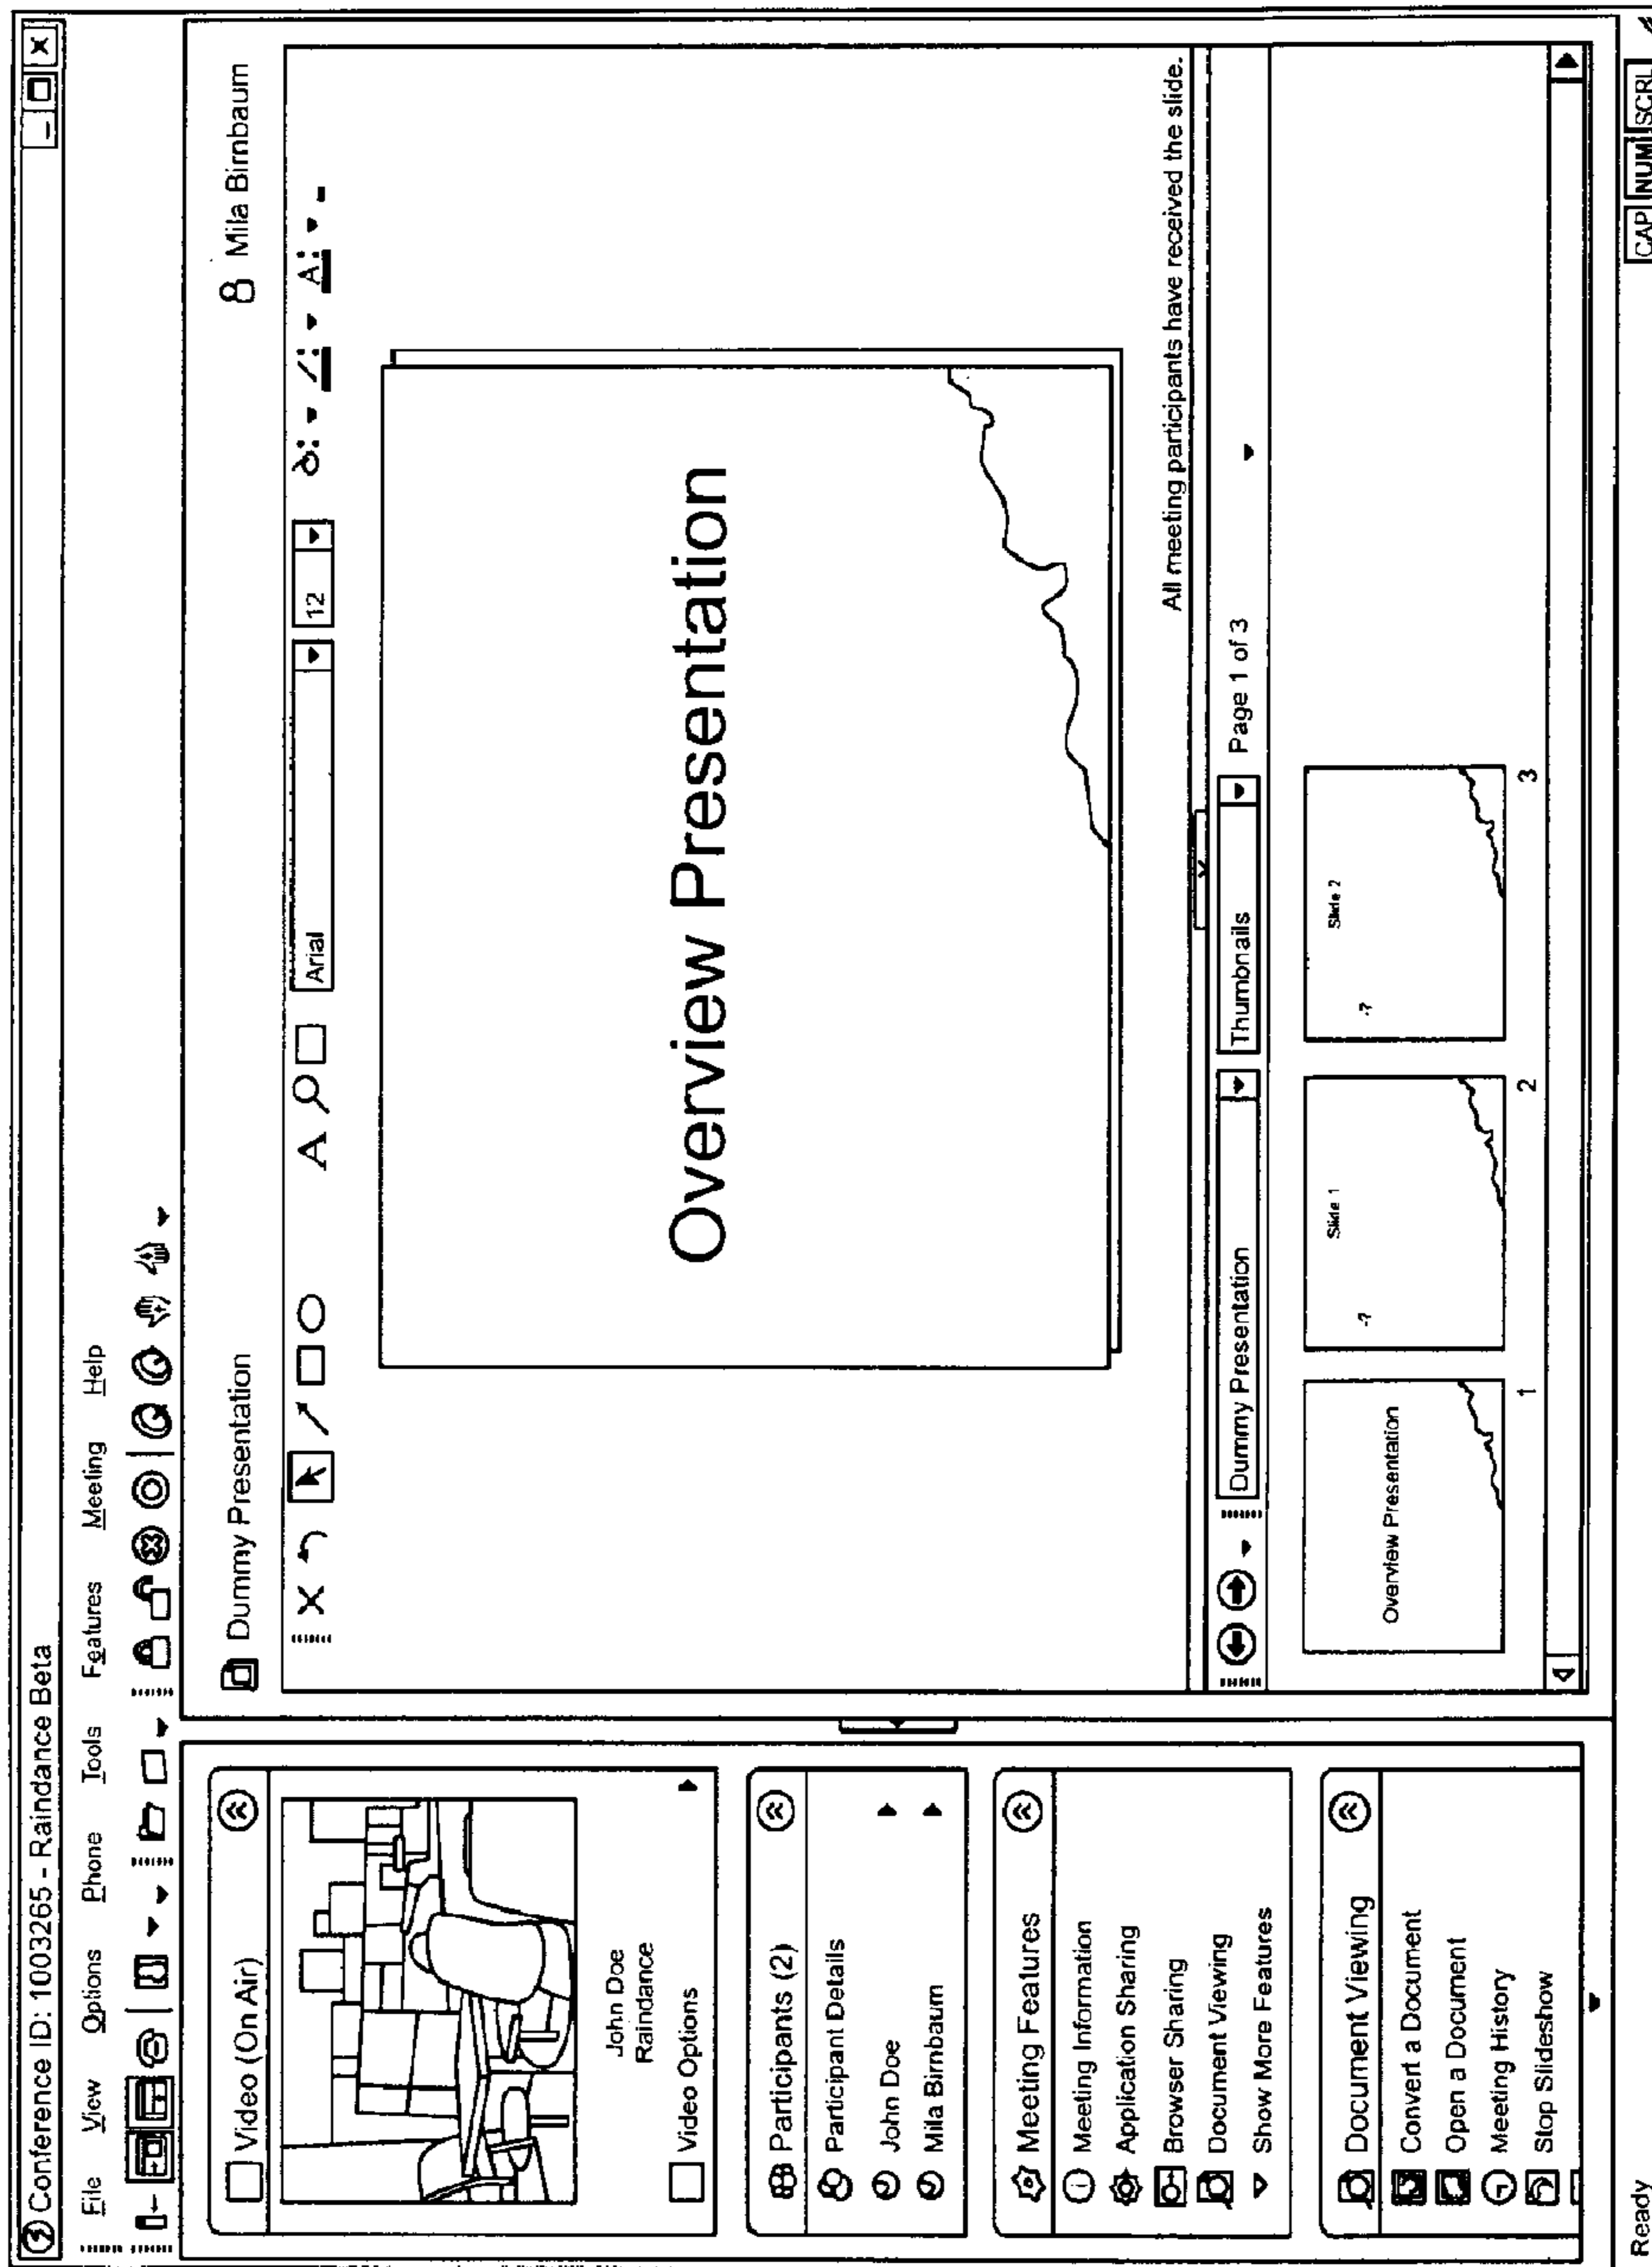 Conference ID: 1003265 - Raindance Beta
File View Options Phone Tools Features Meeting Help
Video (On Air)
John Doe
Raindance
Video Options
Participants (2)
Participant Details
John Doe
Mila Birnbaum
Meeting Features
Meeting Information
Application Sharing
Browser Sharing
Document Viewing
Show More Features
Document Viewing
Convert a Document
Open a Document
Meeting History
Stop Slideshow
Dummy Presentation
Mila Birnbaum
A Arial 12 A
Overview Presentation
All meeting participants have received the slide.
Dummy Presentation Thumbnails Page 1 of 3
Overview Presentation
1
Slide 1
-?
2
Slide 2
-?
3
Ready
CAP NUM SCRL